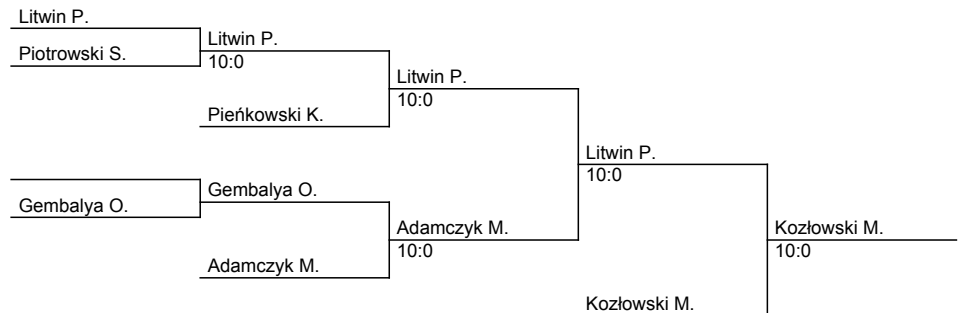 Litwin P.
Piotrowski S.
Litwin P.
10:0
Pieńkowski K.
Litwin P.
10:0
Gembalya O.
Gembalya O.
Adamczyk M.
Adamczyk M.
10:0
Litwin P.
10:0
Kozłowski M.
Kozłowski M.
10:0